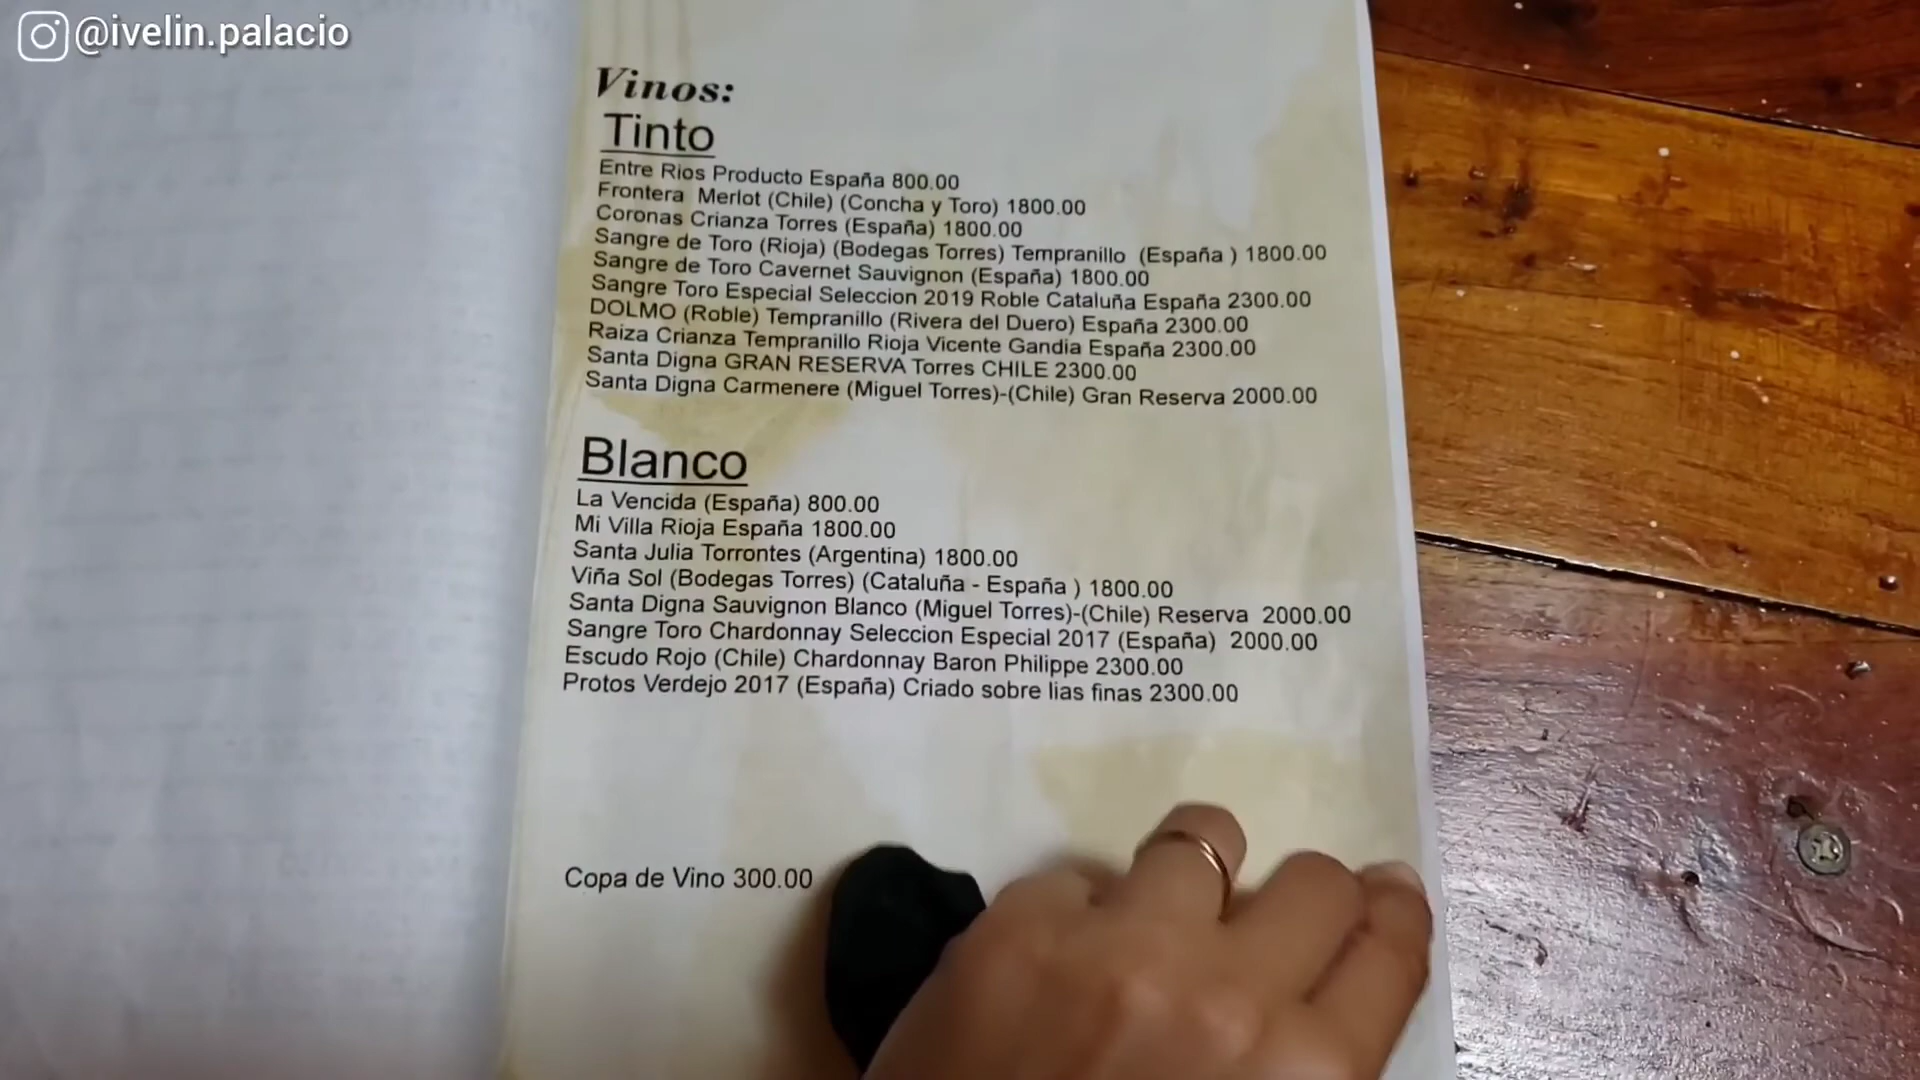 @ivelin.palacio
Vinos:
Tinto
Entre Rios Producto España 800.00
Frontera Merlot (Chile) (Concha y Toro) 1800.00
Coronas Crianza Torres (España) 1800.00
Sangre de Toro (Rioja) (Bodegas Torres) Tempranillo (España ) 1800.00
Sangre de Toro Cavernet Sauvignon (España) 1800.00
Sangre Toro Especial Seleccion 2019 Roble Cataluña España 2300.00
DOLMO (Roble) Tempranillo (Rivera del Duero) España 2300.00
Raiza Crianza Tempranillo Rioja Vicente Gandia España 2300.00
Santa Digna GRAN RESERVA Torres CHILE 2300.00
Santa Digna Carmenere (Miguel Torres)-(Chile) Gran Reserva 2000.00
Blanco
La Vencida (España) 800.00
Mi Villa Rioja España 1800.00
Santa Julia Torrontes (Argentina) 1800.00
Viña Sol (Bodegas Torres) (Cataluña - España ) 1800.00
Santa Digna Sauvignon Blanco (Miguel Torres)-(Chile) Reserva 2000.00
Sangre Toro Chardonnay Seleccion Especial 2017 (España) 2000.00
Escudo Rojo (Chile) Chardonnay Baron Philippe 2300.00
Protos Verdejo 2017 (España) Criado sobre lias finas 2300.00
Copa de Vino 300.00